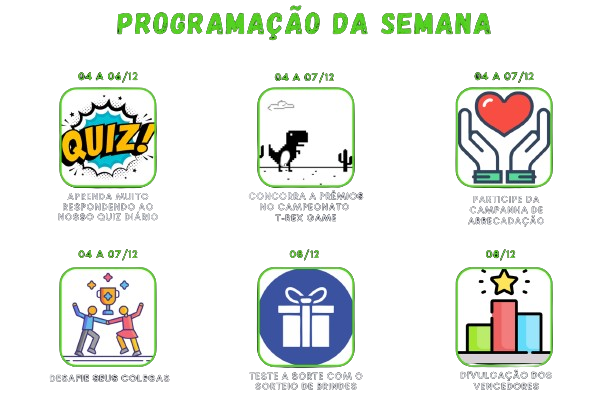 PROGRAMAÇÃO DA SEMANA
04 A 06/12
04 A 07/12
04 A 07/12
QUIZ!
APRENDA MUITO
RESPONDENDO AO
NOSSO QUIZ DIÁRIO
CONCORRA A PRÊMIOS
NO CAMPEONATO
T-REX GAME
PARTICIPE DA
CAMPANHA DE
ARRECADAÇÃO
04 A 07/12
08/12
08/12
DESAFIE SEUS COLEGAS
TESTE A SORTE COM O
SORTEIO DE BRINDES
DIVULGAÇÃO DOS
VENCEDORES